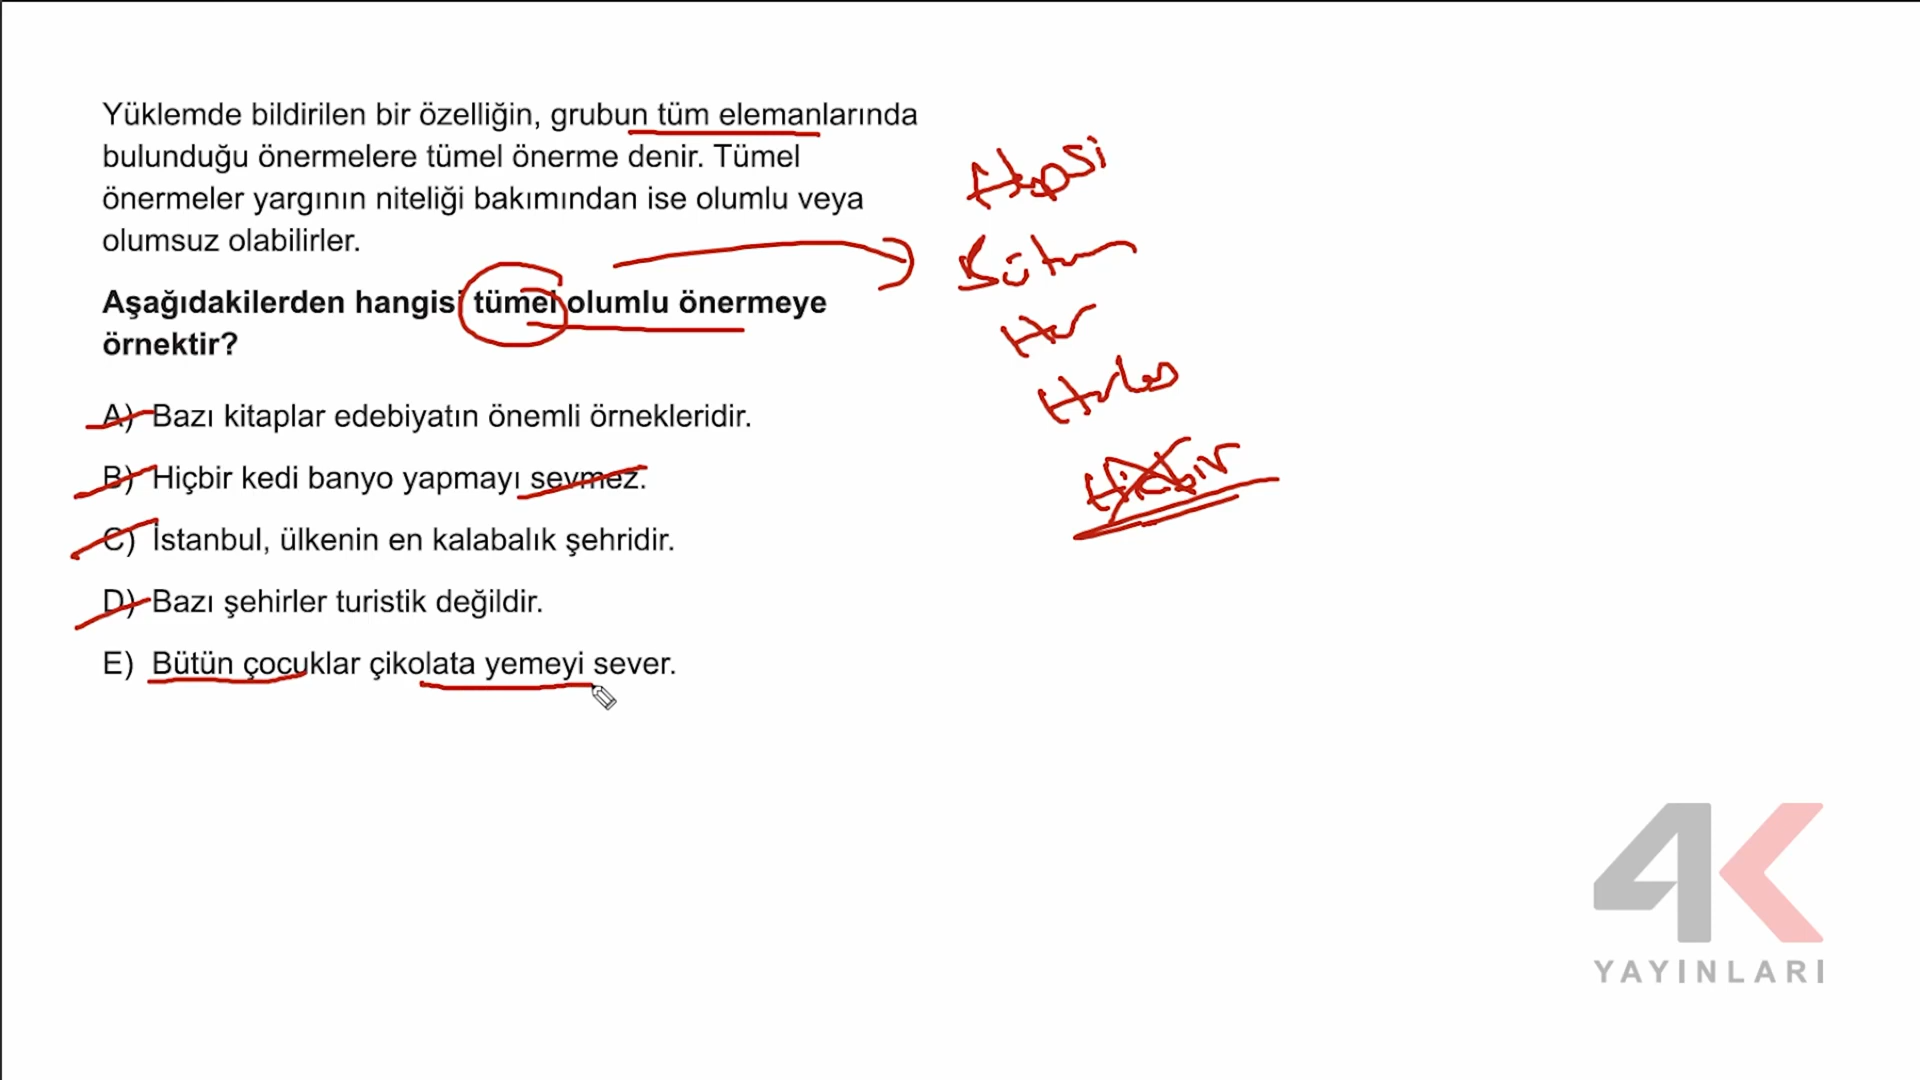 Yüklemde bildirilen bir özelliğin, grubun tüm elemanlarında
bulunduğu önermelere tümel önerme denir. Tümel
önermeler yargının niteliği bakımından ise olumlu veya
olumsuz olabilirler.
Aşağıdakilerden hangisi tümel olumlu önermeye
örnektir?
A) Bazı kitaplar edebiyatın önemli örnekleridir.
B) Hiçbir kedi banyo yapmayı sevmez.
C) İstanbul, ülkenin en kalabalık şehridir.
D) Bazı şehirler turistik değildir.
E) Bütün çocuklar çikolata yemeyi sever.
Hepsi
Bütün
Her
Herkes
Hiçbir
4K
YAYINLARI